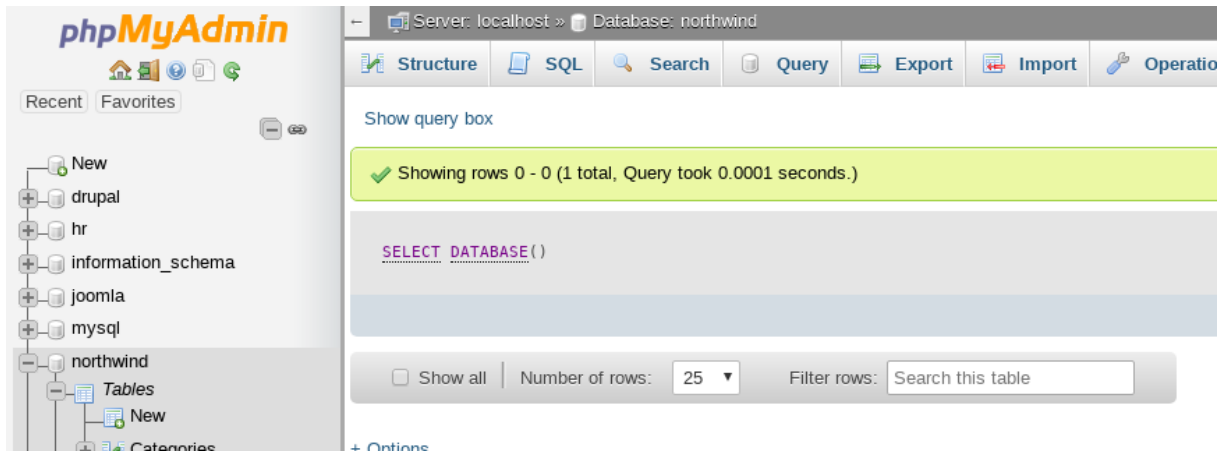 phpMyAdmin
Recent Favorites
New
drupal
hr
information_schema
joomla
mysql
northwind
Tables
New
Categories
← Server: localhost » Database: northwind
Structure SQL Search Query Export Import Operatio
Show query box
Showing rows 0 - 0 (1 total, Query took 0.0001 seconds.)
SELECT DATABASE()
Show all Number of rows: 25 Filter rows: Search this table
+ Options